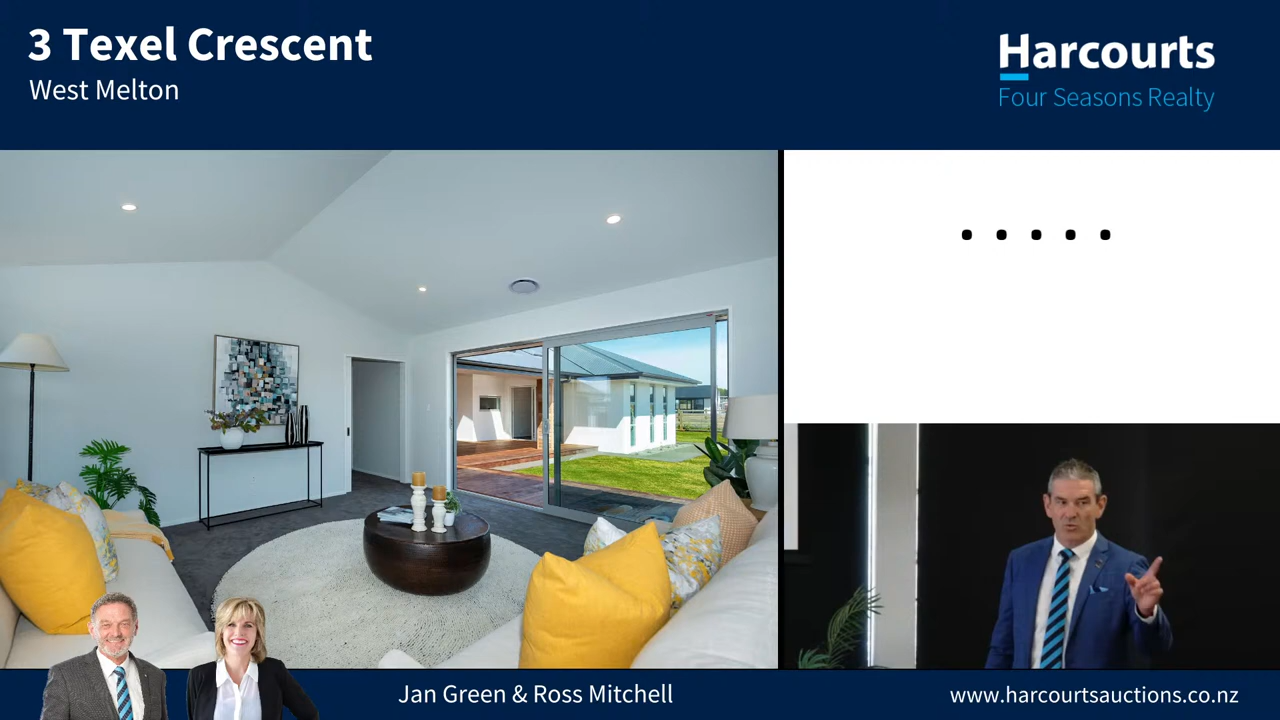 3 Texel Crescent
West Melton
Harcourts
Four Seasons Realty
.....
Jan Green & Ross Mitchell
www.harcourtsauctions.co.nz